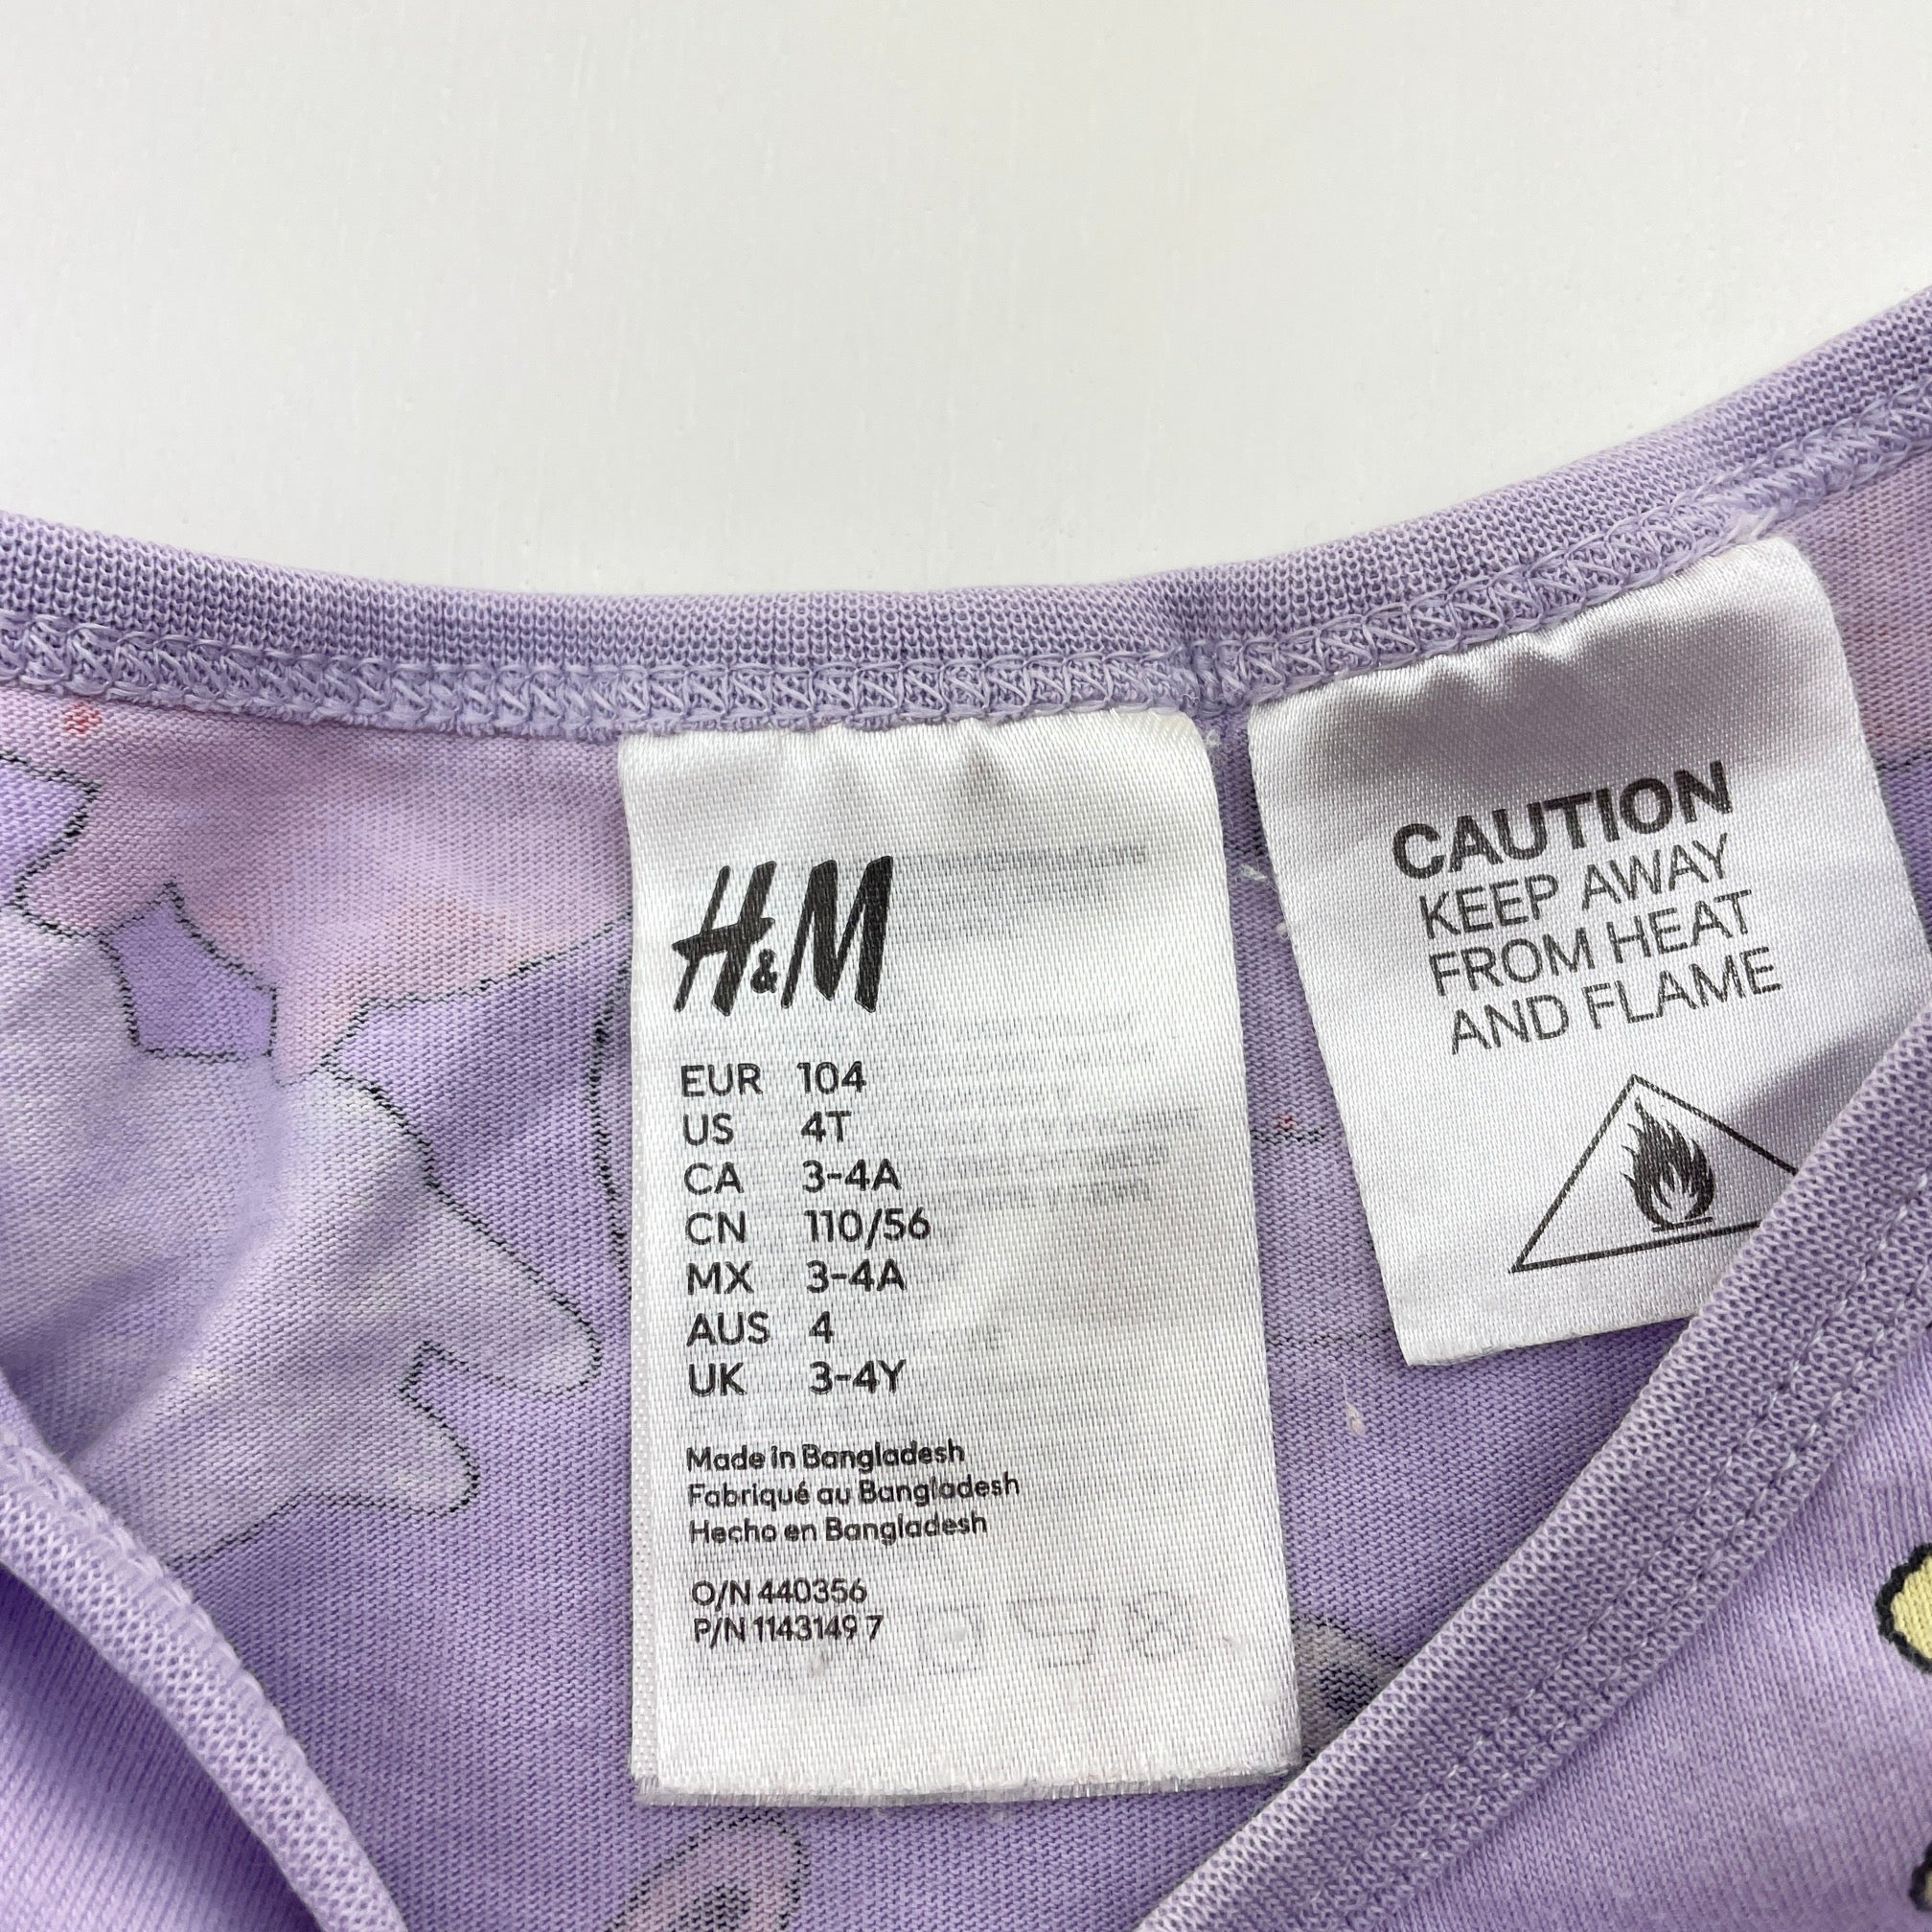 H&M
EUR 104
US 4T
CA 3-4A
CN 110/56
MX 3-4A
AUS 4
UK 3-4Y
Made in Bangladesh
Fabriqué au Bangladesh
Hecho en Bangladesh
O/N 440356
P/N 1143149 7
CAUTION
KEEP AWAY
FROM HEAT
AND FLAME